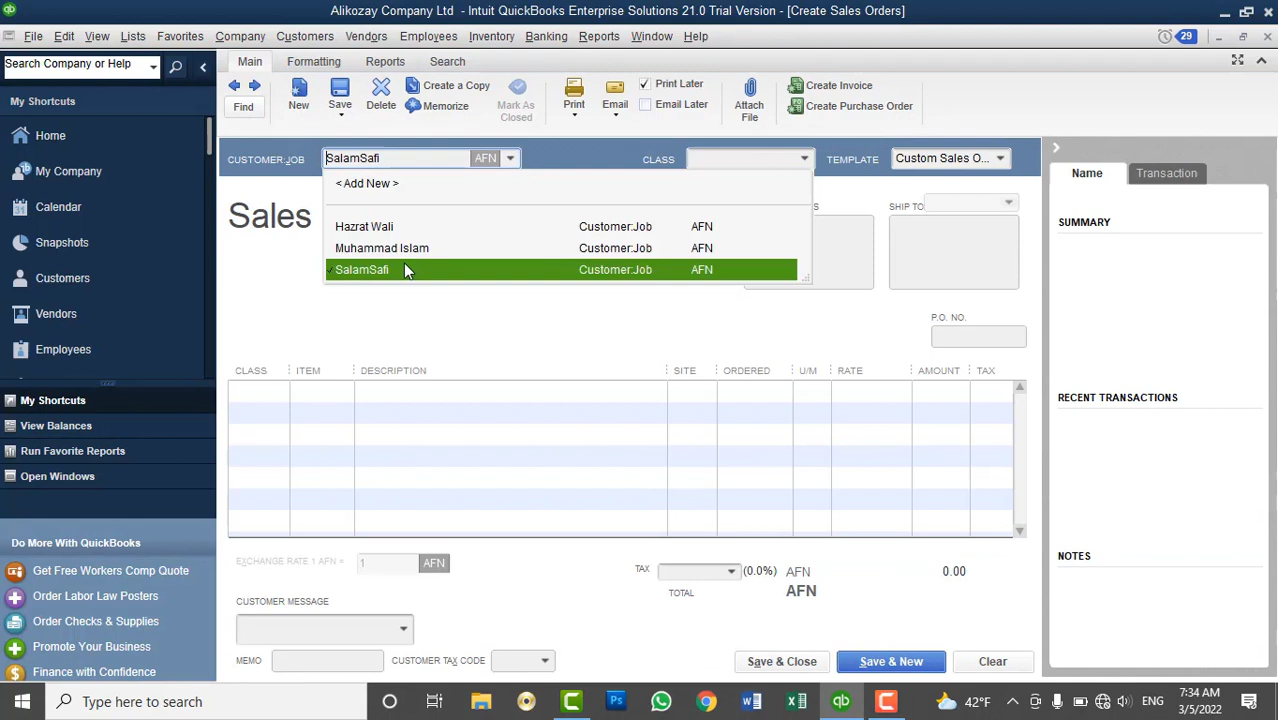 Alikozay Company Ltd - Intuit QuickBooks Enterprise Solutions 21.0 Trial Version - [Create Sales Orders]
File Edit View Lists Favorites Company Customers Vendors Employees Inventory Banking Reports Window Help 29
Search Company or Help
My Shortcuts
Home
My Company
Calendar
Snapshots
Customers
Vendors
Employees
My Shortcuts
View Balances
Run Favorite Reports
Open Windows
Do More With QuickBooks
Get Free Workers Comp Quote
Order Labor Law Posters
Order Checks & Supplies
Promote Your Business
Finance with Confidence
Main Formatting Reports Search
Find New Save Delete Create a Copy Memorize Mark As Closed Print Email Print Later Email Later Attach File Create Invoice Create Purchase Order
CUSTOMER:JOB SalamSafi AFN CLASS TEMPLATE Custom Sales O...
< Add New >
Hazrat Wali Customer:Job AFN
Muhammad Islam Customer:Job AFN
✓ SalamSafi Customer:Job AFN
Sales
SHIP TO
P.O. NO.
CLASS ITEM DESCRIPTION SITE ORDERED U/M RATE AMOUNT TAX
EXCHANGE RATE 1 AFN = 1 AFN
TAX (0.0%) AFN 0.00
TOTAL AFN
CUSTOMER MESSAGE
MEMO CUSTOMER TAX CODE
Save & Close Save & New Clear
Name Transaction
SUMMARY
RECENT TRANSACTIONS
NOTES
Type here to search
42°F ENG 7:34 AM
3/5/2022